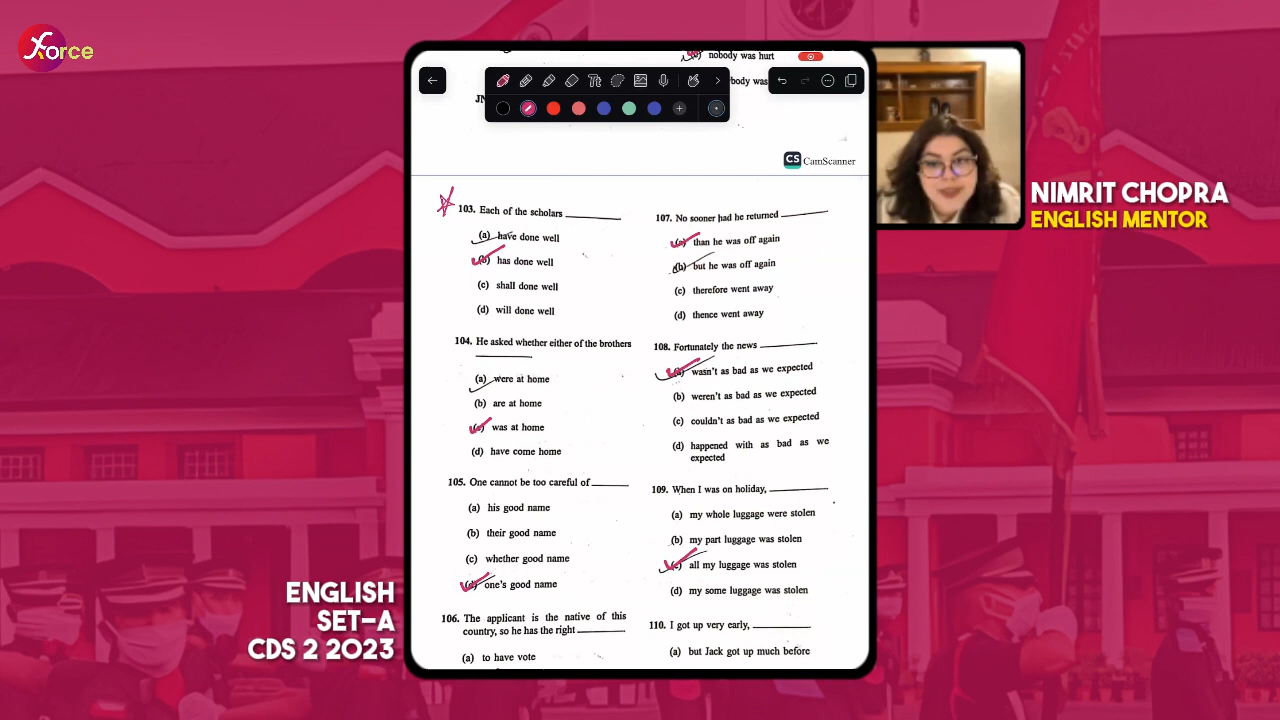 xforce
nobody was hurt
body was
JN
CS CamScanner
103. Each of the scholars
(a) have done well
(b) has done well
(c) shall done well
(d) will done well
104. He asked whether either of the brothers
(a) were at home
(b) are at home
(c) was at home
(d) have come home
105. One cannot be too careful of
(a) his good name
(b) their good name
(c) whether good name
(d) one's good name
106. The applicant is the native of this
country, so he has the right
(a) to have vote
107. No sooner had he returned
(a) than he was off again
(b) but he was off again
(c) therefore went away
(d) thence went away
108. Fortunately the news
(a) wasn't as bad as we expected
(b) weren't as bad as we expected
(c) couldn't as bad as we expected
(d) happened with as bad as we
expected
109. When I was on holiday,
(a) my whole luggage were stolen
(b) my part luggage was stolen
(c) all my luggage was stolen
(d) my some luggage was stolen
110. I got up very early,
(a) but Jack got up much before
NIMRIT CHOPRA
ENGLISH MENTOR
ENGLISH
SET-A
CDS 2 2023